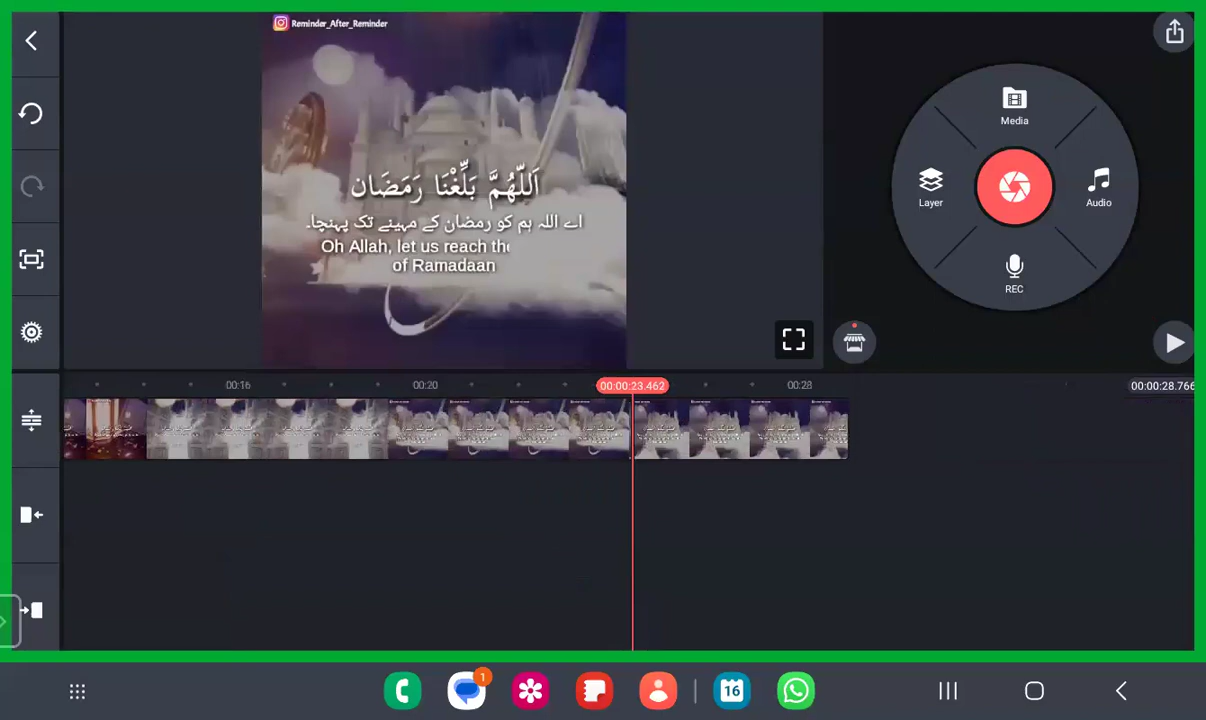 Reminder_After_Reminder
اَللّٰهُمَّ بَلِّغْنَا رَمَضَان
اے اللہ ہم کو رمضان کے مہینے تک پہنچا۔
Oh Allah, let us reach the
of Ramadaan
Media
Layer
Audio
REC
00:16
00:20
00:00:23.462
00:28
00:00:28.766
1
16